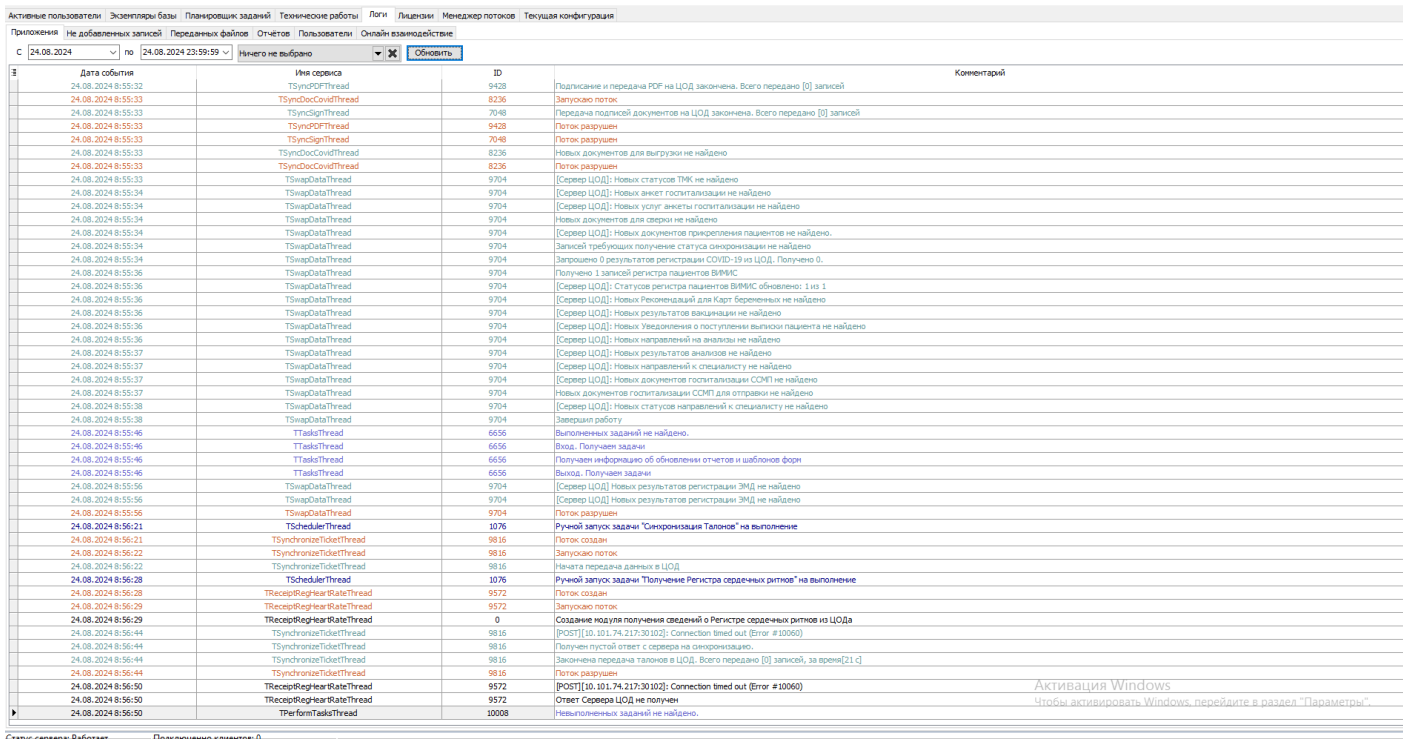 Активные пользователи Экземпляры базы Планировщик заданий Технические работы Логи Лицензии Менеджер потоков Текущая конфигурация
Приложения Не добавленных записей Переданных файлов Отчётов Пользователи Онлайн взаимодействие
С 24.08.2024 по 24.08.2024 23:59:59 Ничего не выбрано Обновить
Дата события Имя сервиса ID Комментарий
24.08.2024 8:55:32 TSyncPDFThread 9428 Подписание и передача PDF на ЦОД закончена. Всего передано [0] записей
24.08.2024 8:55:33 TSyncDocCovidThread 8236 Запускаю поток
24.08.2024 8:55:33 TSyncSignThread 7048 Передача подписей документов на ЦОД закончена. Всего передано [0] записей
24.08.2024 8:55:33 TSyncPDFThread 9428 Поток разрушен
24.08.2024 8:55:33 TSyncSignThread 7048 Поток разрушен
24.08.2024 8:55:33 TSyncDocCovidThread 8236 Новых документов для выгрузки не найдено
24.08.2024 8:55:33 TSyncDocCovidThread 8236 Поток разрушен
24.08.2024 8:55:33 TSwapDataThread 9704 [Сервер ЦОД]: Новых статусов ТМК не найдено
24.08.2024 8:55:34 TSwapDataThread 9704 [Сервер ЦОД]: Новых анкет госпитализации не найдено
24.08.2024 8:55:34 TSwapDataThread 9704 [Сервер ЦОД]: Новых услуг анкеты госпитализации не найдено
24.08.2024 8:55:34 TSwapDataThread 9704 Новых документов для сверки не найдено
24.08.2024 8:55:34 TSwapDataThread 9704 [Сервер ЦОД]: Новых документов прикрепления пациентов не найдено.
24.08.2024 8:55:34 TSwapDataThread 9704 Записей требующих получение статуса синхронизации не найдено
24.08.2024 8:55:34 TSwapDataThread 9704 Запрошено 0 результатов регистрации COVID-19 из ЦОД. Получено 0.
24.08.2024 8:55:36 TSwapDataThread 9704 Получено 1 записей регистра пациентов ВИМИС
24.08.2024 8:55:36 TSwapDataThread 9704 [Сервер ЦОД]: Статусов регистра пациентов ВИМИС обновлено: 1 из 1
24.08.2024 8:55:36 TSwapDataThread 9704 [Сервер ЦОД]: Новых Рекомендаций для Карт беременных не найдено
24.08.2024 8:55:36 TSwapDataThread 9704 [Сервер ЦОД]: Новых результатов вакцинации не найдено
24.08.2024 8:55:36 TSwapDataThread 9704 [Сервер ЦОД]: Новых Уведомления о поступлении выписки пациента не найдено
24.08.2024 8:55:36 TSwapDataThread 9704 [Сервер ЦОД]: Новых направлений на анализы не найдено
24.08.2024 8:55:37 TSwapDataThread 9704 [Сервер ЦОД]: Новых результатов анализов не найдено
24.08.2024 8:55:37 TSwapDataThread 9704 [Сервер ЦОД]: Новых направлений к специалисту не найдено
24.08.2024 8:55:37 TSwapDataThread 9704 [Сервер ЦОД]: Новых документов госпитализации ССМП не найдено
24.08.2024 8:55:37 TSwapDataThread 9704 Новых документов госпитализации ССМП для отправки не найдено
24.08.2024 8:55:38 TSwapDataThread 9704 [Сервер ЦОД]: Новых статусов направлений к специалисту не найдено
24.08.2024 8:55:38 TSwapDataThread 9704 Завершил работу
24.08.2024 8:55:46 TTasksThread 6656 Выполненных заданий не найдено.
24.08.2024 8:55:46 TTasksThread 6656 Вход. Получаем задачи
24.08.2024 8:55:46 TTasksThread 6656 Получаем информацию об обновлении отчетов и шаблонов форм
24.08.2024 8:55:46 TTasksThread 6656 Выход. Получаем задачи
24.08.2024 8:55:56 TSwapDataThread 9704 [Сервер ЦОД] Новых результатов регистрации ЭМД не найдено
24.08.2024 8:55:56 TSwapDataThread 9704 [Сервер ЦОД] Новых результатов регистрации ЭМД не найдено
24.08.2024 8:55:56 TSwapDataThread 9704 Поток разрушен
24.08.2024 8:56:21 TSchedulerThread 1076 Ручной запуск задачи "Синхронизация Талонов" на выполнение
24.08.2024 8:56:21 TSynchronizeTicketThread 9816 Поток создан
24.08.2024 8:56:22 TSynchronizeTicketThread 9816 Запускаю поток
24.08.2024 8:56:22 TSynchronizeTicketThread 9816 Начата передача данных в ЦОД
24.08.2024 8:56:28 TSchedulerThread 1076 Ручной запуск задачи "Получение Регистра сердечных ритмов" на выполнение
24.08.2024 8:56:28 TReceiptRegHeartRateThread 9572 Поток создан
24.08.2024 8:56:29 TReceiptRegHeartRateThread 9572 Запускаю поток
24.08.2024 8:56:29 TReceiptRegHeartRateThread 0 Создание модуля получения сведений о Регистре сердечных ритмов из ЦОДа
24.08.2024 8:56:44 TSynchronizeTicketThread 9816 [POST][10.101.74.217:30102]: Connection timed out (Error #10060)
24.08.2024 8:56:44 TSynchronizeTicketThread 9816 Получен пустой ответ с сервера на синхронизацию.
24.08.2024 8:56:44 TSynchronizeTicketThread 9816 Закончена передача талонов в ЦОД. Всего передано [0] записей, за время[21 с]
24.08.2024 8:56:44 TSynchronizeTicketThread 9816 Поток разрушен
24.08.2024 8:56:50 TReceiptRegHeartRateThread 9572 [POST][10.101.74.217:30102]: Connection timed out (Error #10060)
24.08.2024 8:56:50 TReceiptRegHeartRateThread 9572 Ответ Сервера ЦОД не получен
24.08.2024 8:56:50 TPerformTasksThread 10008 Невыполненных заданий не найдено.
Активация Windows
Чтобы активировать Windows, перейдите в раздел "Параметры".
Статус сервера: Работает Подключенно клиентов: 0